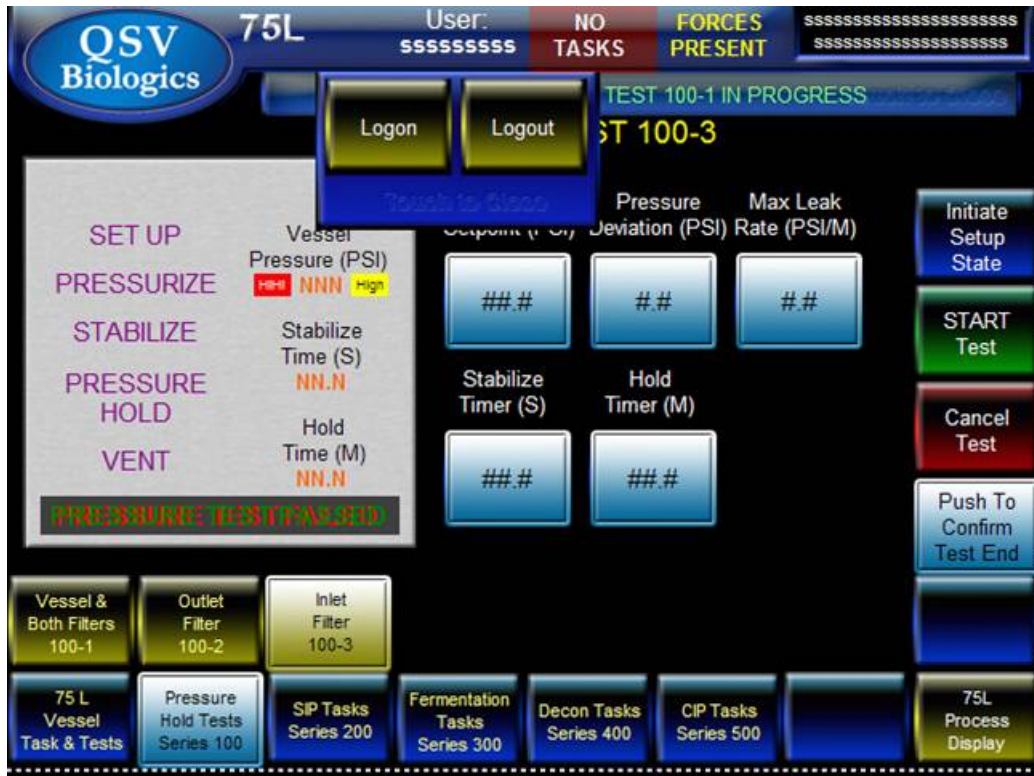 QSV
Biologics
75L
User:
sssssssss
NO
TASKS
FORCES
PRESENT
ssssssssssssssssssssss
ssssssssssssssssssss
TEST 100-1 IN PROGRESS
Logon
Logout
Touch to Close
100-3
SET UP
PRESSURIZE
STABILIZE
PRESSURE
HOLD
VENT
Vessel
Pressure (PSI)
HIHI NNN High
Stabilize
Time (S)
NN.N
Hold
Time (M)
NN.N
Pressure
Deviation (PSI)
Max Leak
Rate (PSI/M)
##.#
#.#
#.#
Stabilize
Timer (S)
Hold
Timer (M)
##.#
##.#
Initiate
Setup
State
START
Test
Cancel
Test
Push To
Confirm
Test End
Vessel &
Both Filters
100-1
Outlet
Filter
100-2
Inlet
Filter
100-3
75 L
Vessel
Task & Tests
Pressure
Hold Tests
Series 100
SIP Tasks
Series 200
Fermentation
Tasks
Series 300
Decon Tasks
Series 400
CIP Tasks
Series 500
75L
Process
Display